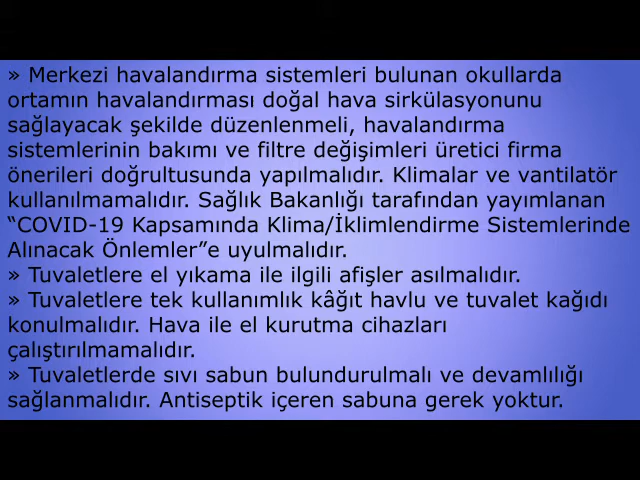 » Merkezi havalandırma sistemleri bulunan okullarda
ortamın havalandırması doğal hava sirkülasyonunu
sağlayacak şekilde düzenlenmeli, havalandırma
sistemlerinin bakımı ve filtre değişimleri üretici firma
önerileri doğrultusunda yapılmalıdır. Klimalar ve vantilatör
kullanılmamalıdır. Sağlık Bakanlığı tarafından yayımlanan
“COVID-19 Kapsamında Klima/İklimlendirme Sistemlerinde
Alınacak Önlemler”e uyulmalıdır.
» Tuvaletlere el yıkama ile ilgili afişler asılmalıdır.
» Tuvaletlere tek kullanımlık kâğıt havlu ve tuvalet kağıdı
konulmalıdır. Hava ile el kurutma cihazları
çalıştırılmamalıdır.
» Tuvaletlerde sıvı sabun bulundurulmalı ve devamlılığı
sağlanmalıdır. Antiseptik içeren sabuna gerek yoktur.